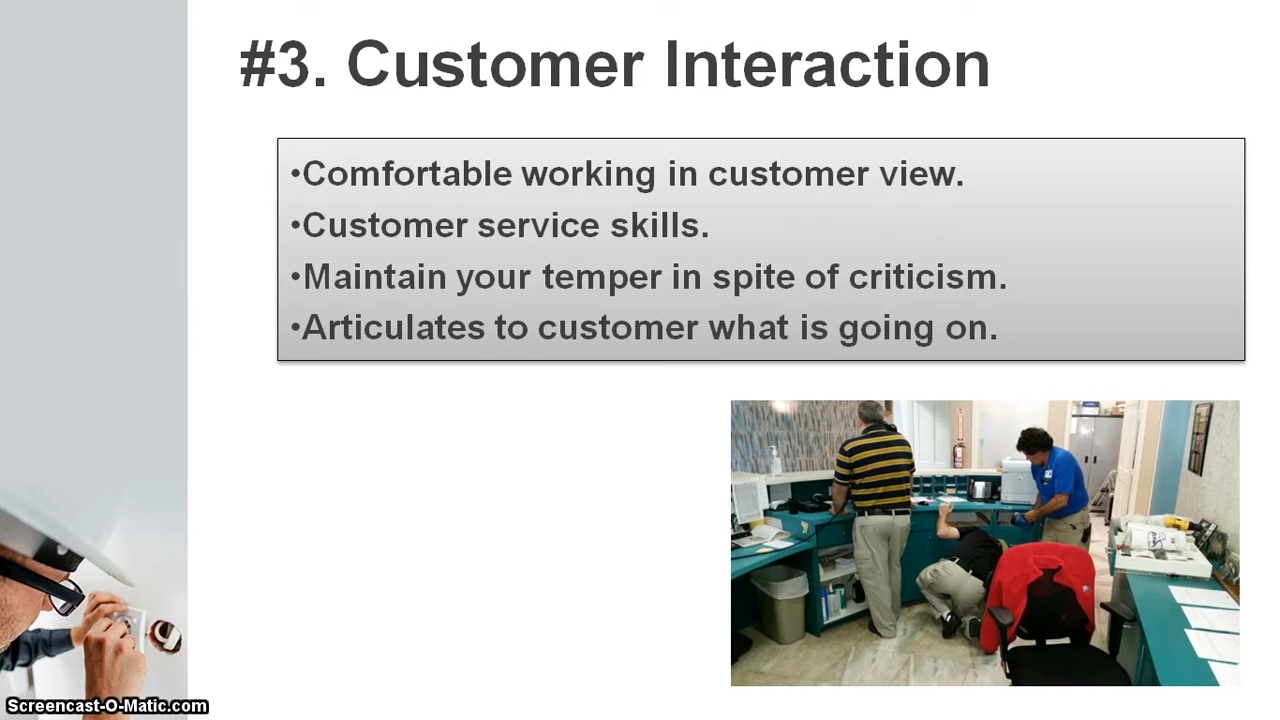 #3. Customer Interaction
•Comfortable working in customer view.
•Customer service skills.
•Maintain your temper in spite of criticism.
•Articulates to customer what is going on.
Screencast-O-Matic.com